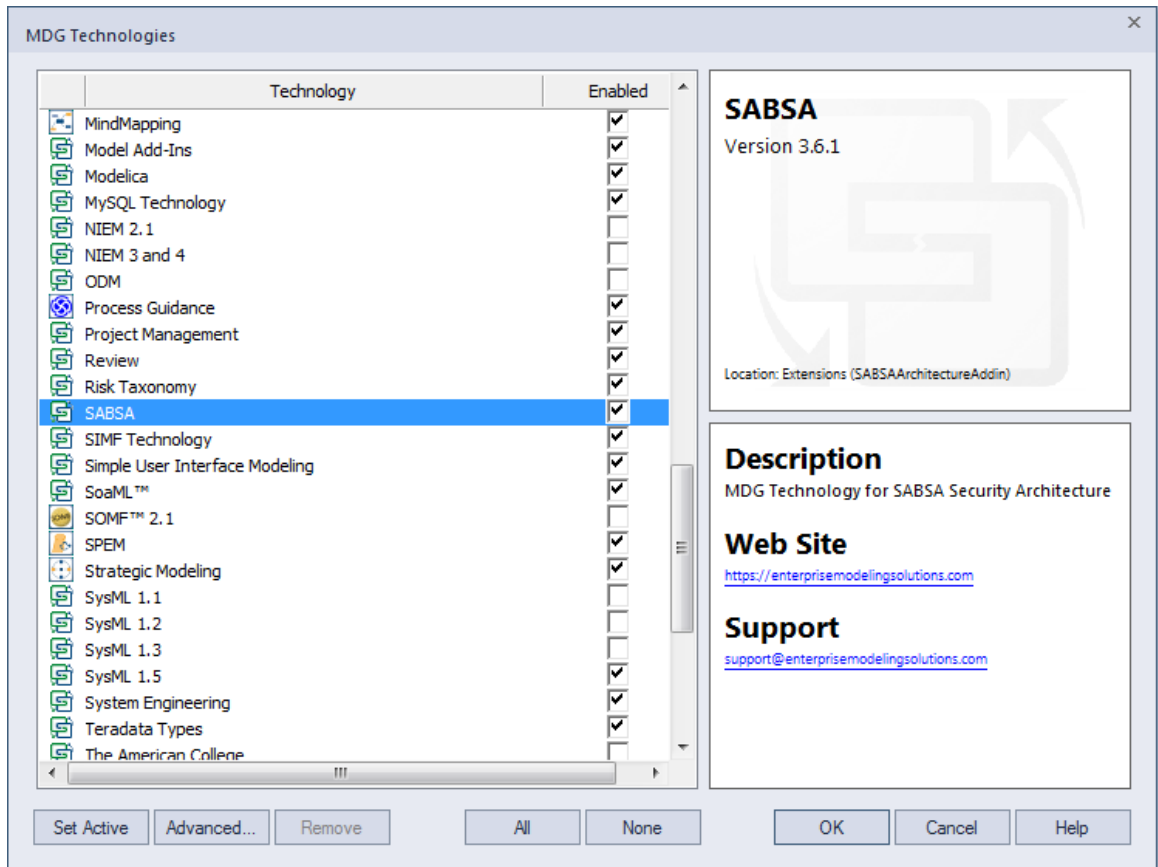 MDG Technologies
Technology Enabled
MindMapping
Model Add-Ins
Modelica
MySQL Technology
NIEM 2.1
NIEM 3 and 4
ODM
Process Guidance
Project Management
Review
Risk Taxonomy
SABSA
SIMF Technology
Simple User Interface Modeling
SoaML™
SOMF™ 2.1
SPEM
Strategic Modeling
SysML 1.1
SysML 1.2
SysML 1.3
SysML 1.5
System Engineering
Teradata Types
The American College
SABSA
Version 3.6.1
Location: Extensions (SABSAArchitectureAddin)
Description
MDG Technology for SABSA Security Architecture
Web Site
https://enterprisemodelingsolutions.com
Support
support@enterprisemodelingsolutions.com
Set Active Advanced... Remove All None OK Cancel Help